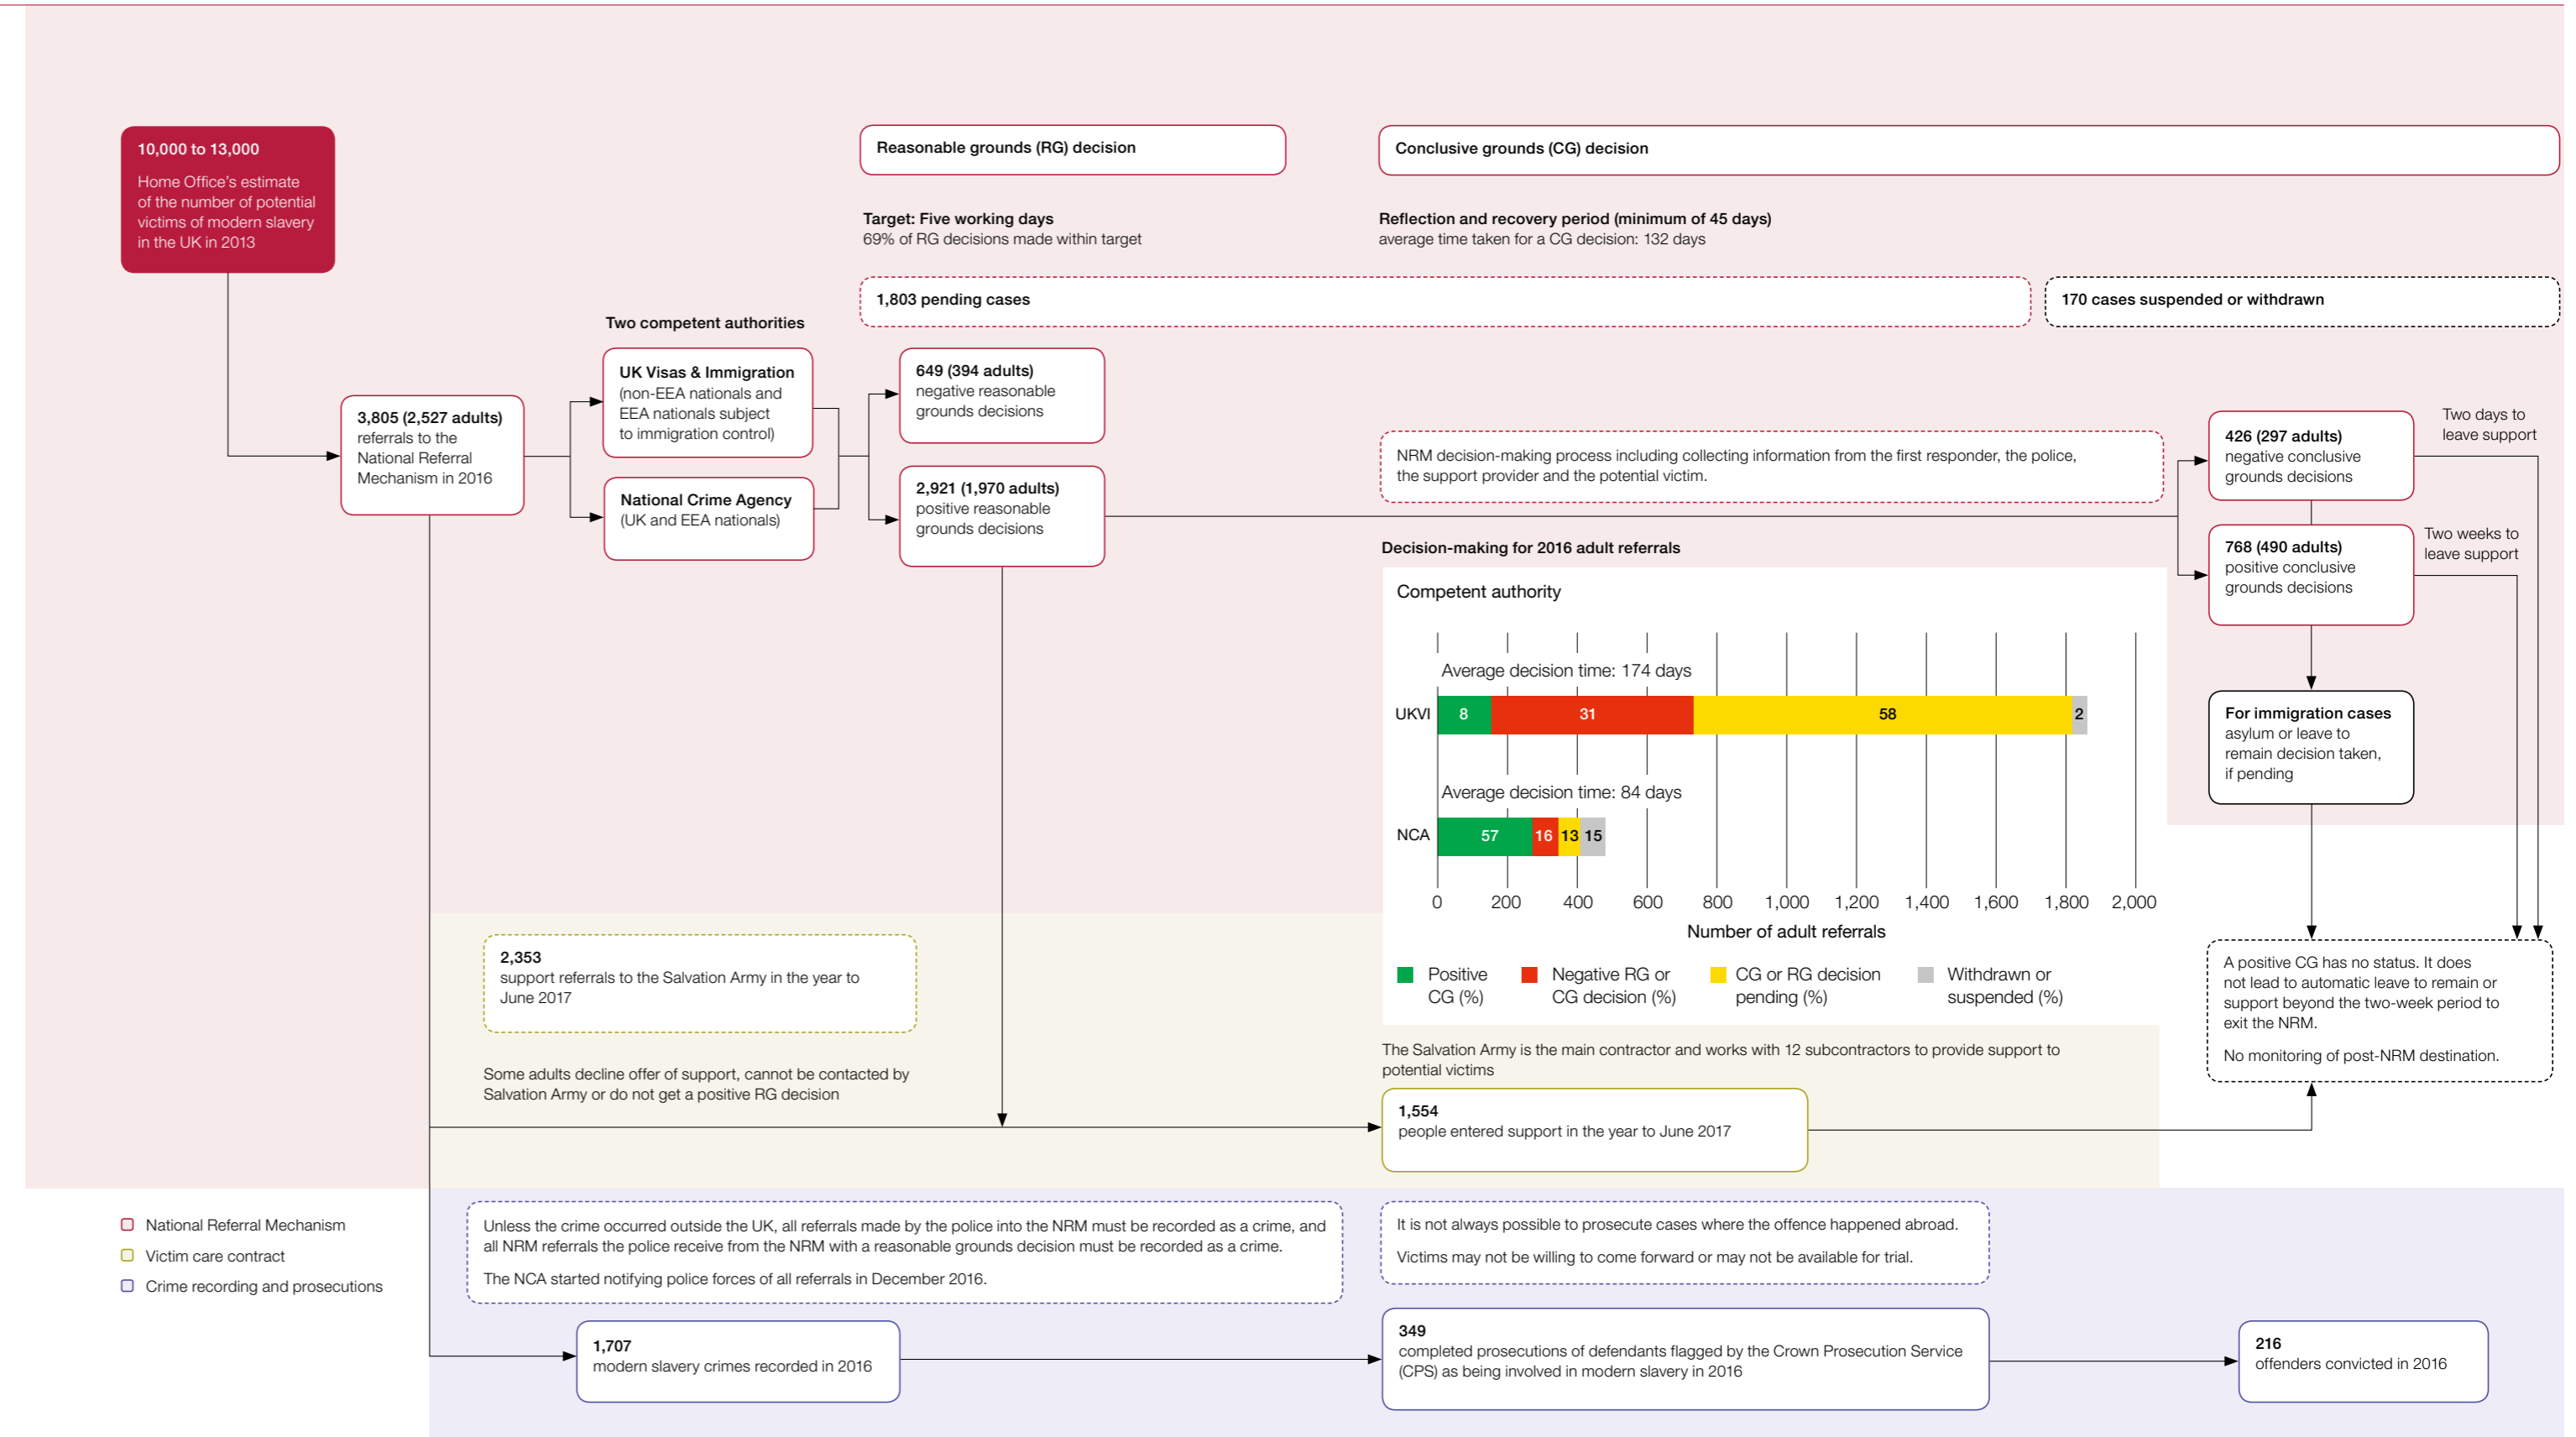 10,000 to 13,000
Home Office's estimate
of the number of potential
victims of modern slavery
in the UK in 2013
Reasonable grounds (RG) decision
Conclusive grounds (CG) decision
Target: Five working days
69% of RG decisions made within target
Reflection and recovery period (minimum of 45 days)
average time taken for a CG decision: 132 days
1,803 pending cases
170 cases suspended or withdrawn
Two competent authorities
UK Visas & Immigration
(non-EEA nationals and
EEA nationals subject
to immigration control)
National Crime Agency
(UK and EEA nationals)
3,805 (2,527 adults)
referrals to the
National Referral
Mechanism in 2016
649 (394 adults)
negative reasonable
grounds decisions
2,921 (1,970 adults)
positive reasonable
grounds decisions
NRM decision-making process including collecting information from the first responder, the police,
the support provider and the potential victim.
426 (297 adults)
negative conclusive
grounds decisions
Two days to
leave support
768 (490 adults)
positive conclusive
grounds decisions
Two weeks to
leave support
For immigration cases
asylum or leave to
remain decision taken,
if pending
Decision-making for 2016 adult referrals
Competent authority
Average decision time: 174 days
UKVI
8
31
58
2
Average decision time: 84 days
NCA
57
16
13
15
0
200
400
600
800
1,000
1,200
1,400
1,600
1,800
2,000
Number of adult referrals
Positive
CG (%)
Negative RG or
CG decision (%)
CG or RG decision
pending (%)
Withdrawn or
suspended (%)
2,353
support referrals to the Salvation Army in the year to
June 2017
Some adults decline offer of support, cannot be contacted by
Salvation Army or do not get a positive RG decision
The Salvation Army is the main contractor and works with 12 subcontractors to provide support to
potential victims
1,554
people entered support in the year to June 2017
A positive CG has no status. It does
not lead to automatic leave to remain or
support beyond the two-week period to
exit the NRM.
No monitoring of post-NRM destination.
National Referral Mechanism
Victim care contract
Crime recording and prosecutions
Unless the crime occurred outside the UK, all referrals made by the police into the NRM must be recorded as a crime, and
all NRM referrals the police receive from the NRM with a reasonable grounds decision must be recorded as a crime.
The NCA started notifying police forces of all referrals in December 2016.
It is not always possible to prosecute cases where the offence happened abroad.
Victims may not be willing to come forward or may not be available for trial.
1,707
modern slavery crimes recorded in 2016
349
completed prosecutions of defendants flagged by the Crown Prosecution Service
(CPS) as being involved in modern slavery in 2016
216
offenders convicted in 2016